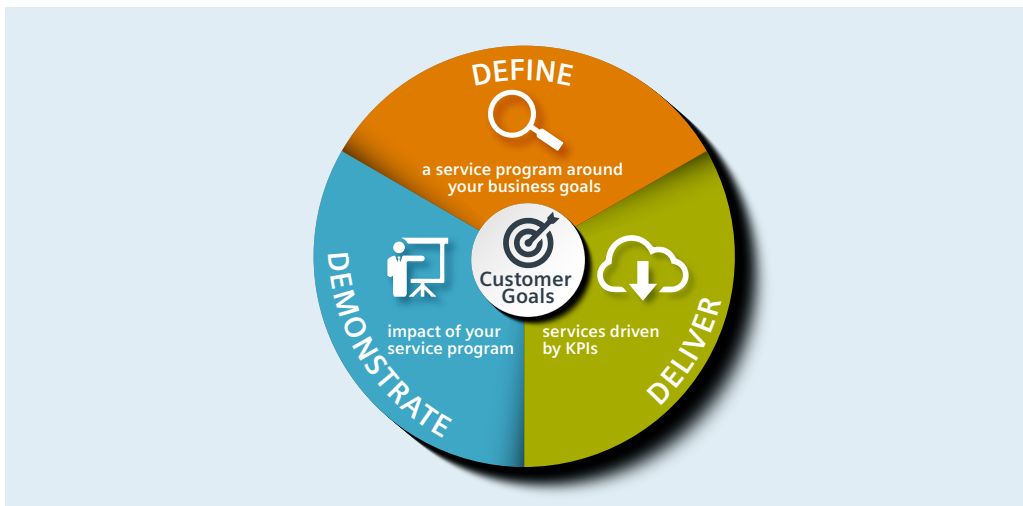 DEFINE
a service program around
your business goals
Customer
Goals
DELIVER
services driven
by KPIs
DEMONSTRATE
impact of your
service program